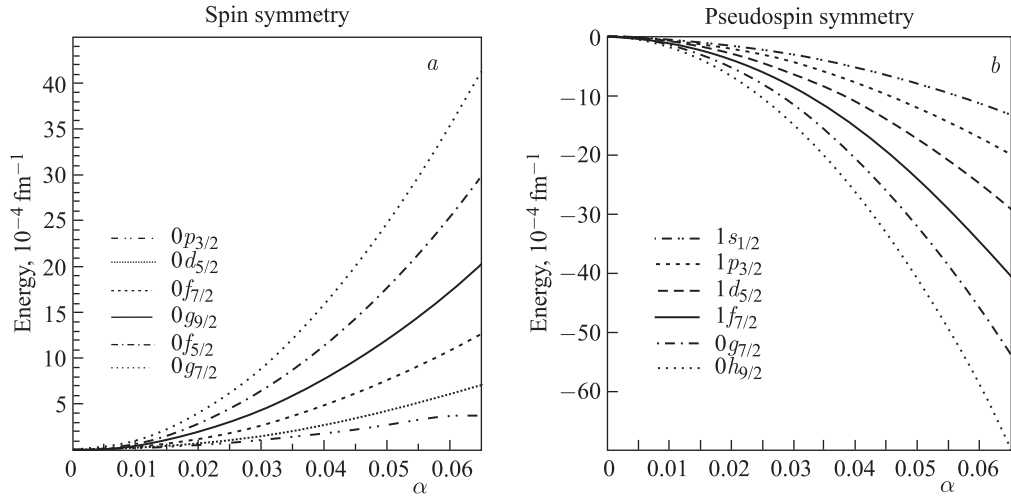 Spin symmetry
a
40
35
30
25
20
15
10
5
Energy, 10⁻⁴ fm⁻¹
0p₃/₂
0d₅/₂
0f₇/₂
0g₉/₂
0f₅/₂
0g₇/₂
0 0.01 0.02 0.03 0.04 0.05 0.06
α
Pseudospin symmetry
b
0
−10
−20
−30
−40
−50
−60
Energy, 10⁻⁴ fm⁻¹
1s₁/₂
1p₃/₂
1d₅/₂
1f₇/₂
0g₇/₂
0h₉/₂
0 0.01 0.02 0.03 0.04 0.05 0.06
α